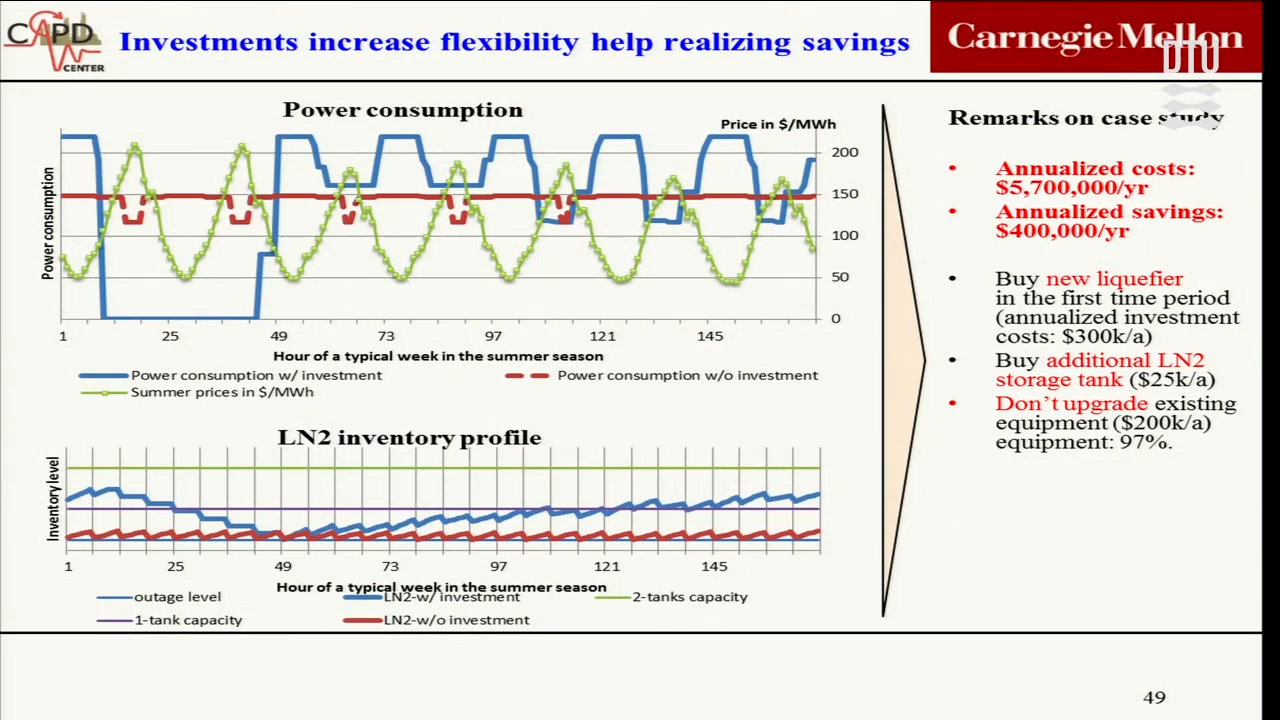 CAPD
CENTER
Investments increase flexibility help realizing savings
Carnegie Mellon
DTU
Power consumption
Price in $/MWh
Power consumption
200
150
100
50
0
1 25 49 73 97 121 145
Hour of a typical week in the summer season
Power consumption w/ investment
Power consumption w/o investment
Summer prices in $/MWh
LN2 inventory profile
Inventory level
1 25 49 73 97 121 145
Hour of a typical week in the summer season
outage level
LN2-w/ investment
2-tanks capacity
1-tank capacity
LN2-w/o investment
Remarks on case study
• Annualized costs:
$5,700,000/yr
• Annualized savings:
$400,000/yr
• Buy new liquefier
in the first time period
(annualized investment
costs: $300k/a)
• Buy additional LN2
storage tank ($25k/a)
• Don't upgrade existing
equipment ($200k/a)
equipment: 97%.
49